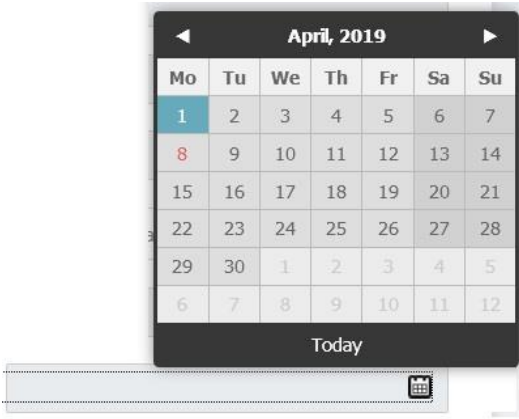 April, 2019
Mo Tu We Th Fr Sa Su
1 2 3 4 5 6 7
8 9 10 11 12 13 14
15 16 17 18 19 20 21
22 23 24 25 26 27 28
29 30 1 2 3 4 5
6 7 8 9 10 11 12
Today